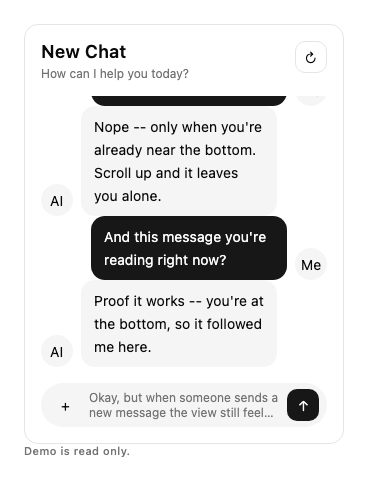 New Chat
How can I help you today?
Nope -- only when you're
already near the bottom.
Scroll up and it leaves
you alone.
AI
And this message you're
reading right now?
Me
Proof it works -- you're at
the bottom, so it followed
me here.
AI
Okay, but when someone sends a
new message the view still feel...
Demo is read only.